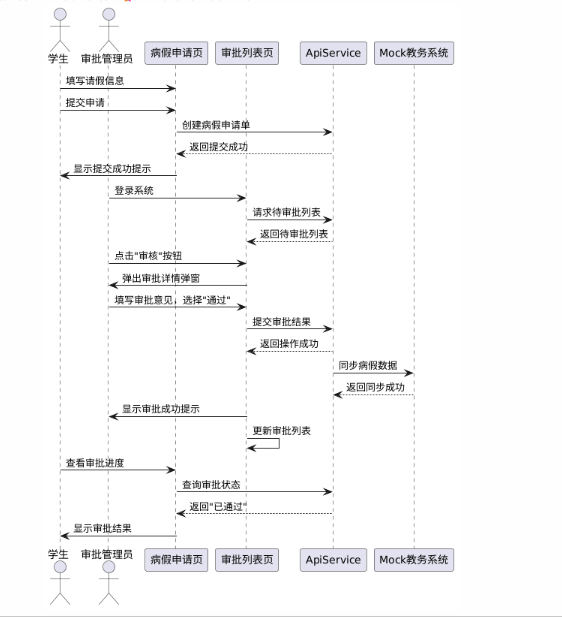 学生
审批管理员
病假申请页
审批列表页
ApiService
Mock教务系统
填写请假信息
提交申请
创建病假申请单
返回提交成功
显示提交成功提示
登录系统
请求待审批列表
返回待审批列表
点击"审核"按钮
弹出审批详情弹窗
填写审批意见，选择"通过"
提交审批结果
返回操作成功
同步病假数据
返回同步成功
显示审批成功提示
更新审批列表
查看审批进度
查询审批状态
返回"已通过"
显示审批结果
学生
审批管理员
病假申请页
审批列表页
ApiService
Mock教务系统